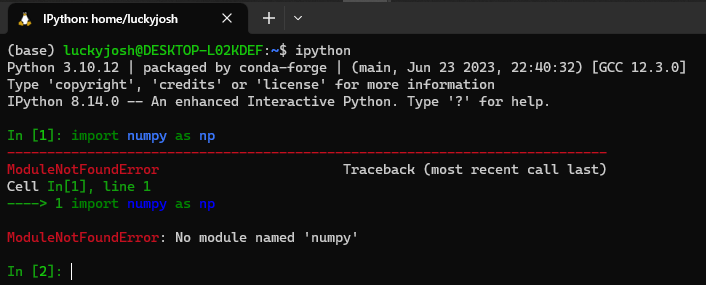 IPython: home/luckyjosh
(base) luckyjosh@DESKTOP-L02KDEF:~$ ipython
Python 3.10.12 | packaged by conda-forge | (main, Jun 23 2023, 22:40:32) [GCC 12.3.0]
Type 'copyright', 'credits' or 'license' for more information
IPython 8.14.0 -- An enhanced Interactive Python. Type '?' for help.
In [1]: import numpy as np
---------------------------------------------------------------------------
ModuleNotFoundError                       Traceback (most recent call last)
Cell In[1], line 1
----> 1 import numpy as np
ModuleNotFoundError: No module named 'numpy'
In [2]: